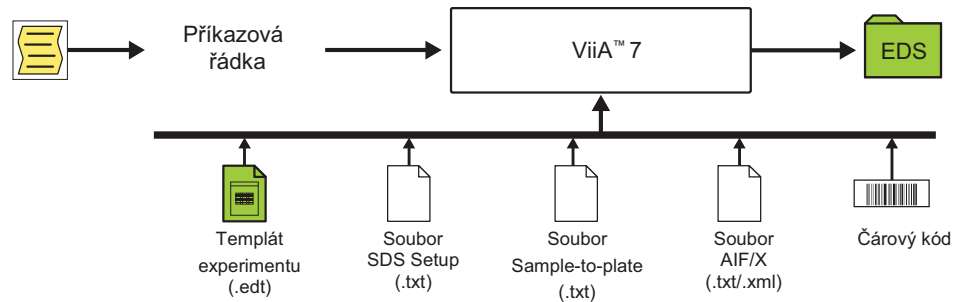 Příkazová
řádka
ViiA™ 7
EDS
Templát
experimentu
(.edt)
Soubor
SDS Setup
(.txt)
Soubor
Sample-to-plate
(.txt)
Soubor
AIF/X
(.txt/.xml)
Čárový kód